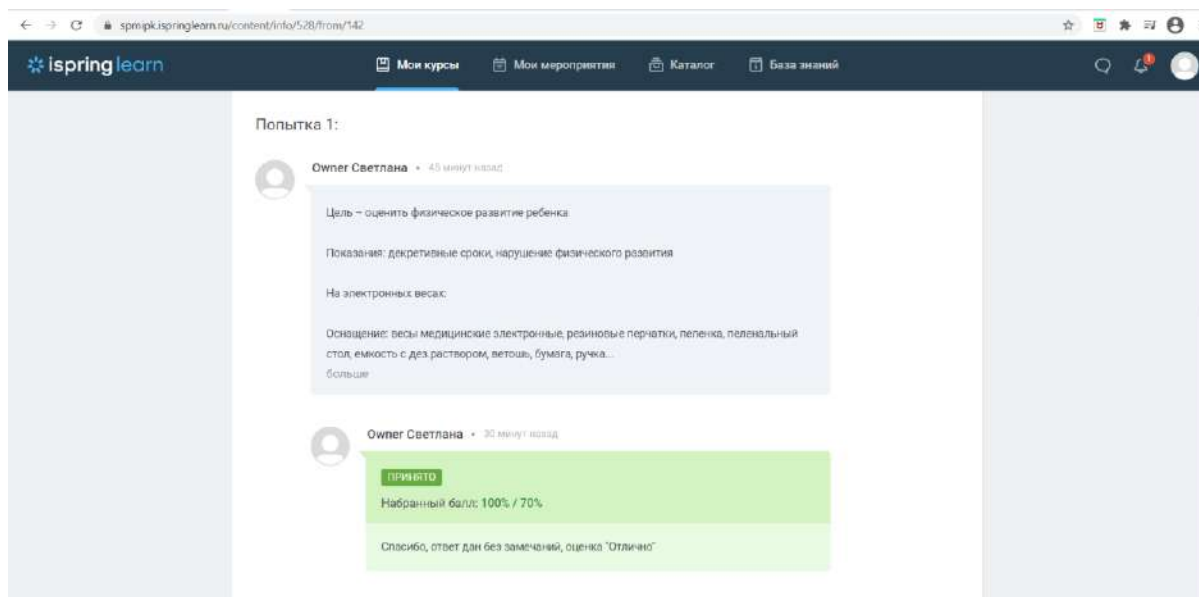 spmipk.ispringlearn.ru/content/info/528/from/142
ispring learn
Мои курсы
Мои мероприятия
Каталог
База знаний
1
Попытка 1:
Owner Светлана • 45 минут назад
Цель – оценить физическое развитие ребенка
Показания: декретивные сроки, нарушение физического развития
На электронных весах:
Оснащение: весы медицинские электронные, резиновые перчатки, пеленка, пеленальный
стол, емкость с дез.раствором, ветошь, бумага, ручка...
больше
Owner Светлана • 30 минут назад
ПРИНЯТО
Набранный балл: 100% / 70%
Спасибо, ответ дан без замечаний, оценка "Отлично"